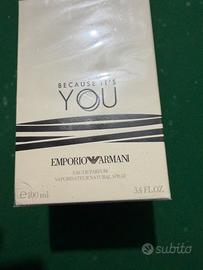 BECAUSE IT'S
YOU
EMPORIO ARMANI
EAU DE PARFUM
VAPORISATEUR NATURAL SPRAY
℮ 100 ml 3.4 FL.OZ.
subito